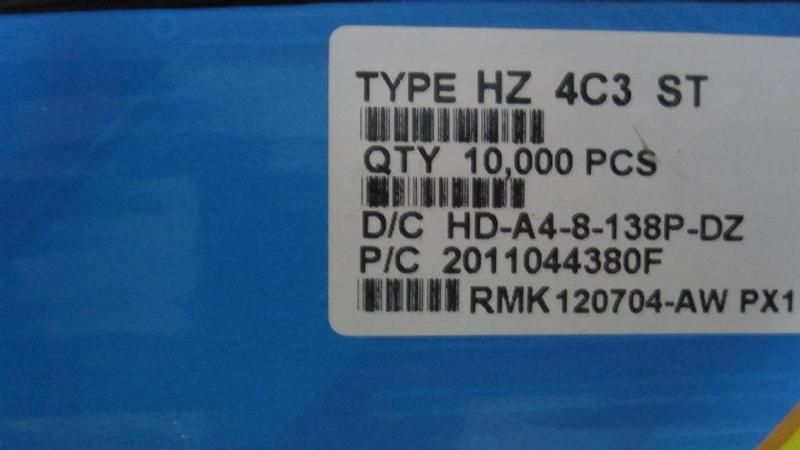 TYPE HZ 4C3 ST
QTY 10,000 PCS
D/C HD-A4-8-138P-DZ
P/C 2011044380F
RMK120704-AW PX1